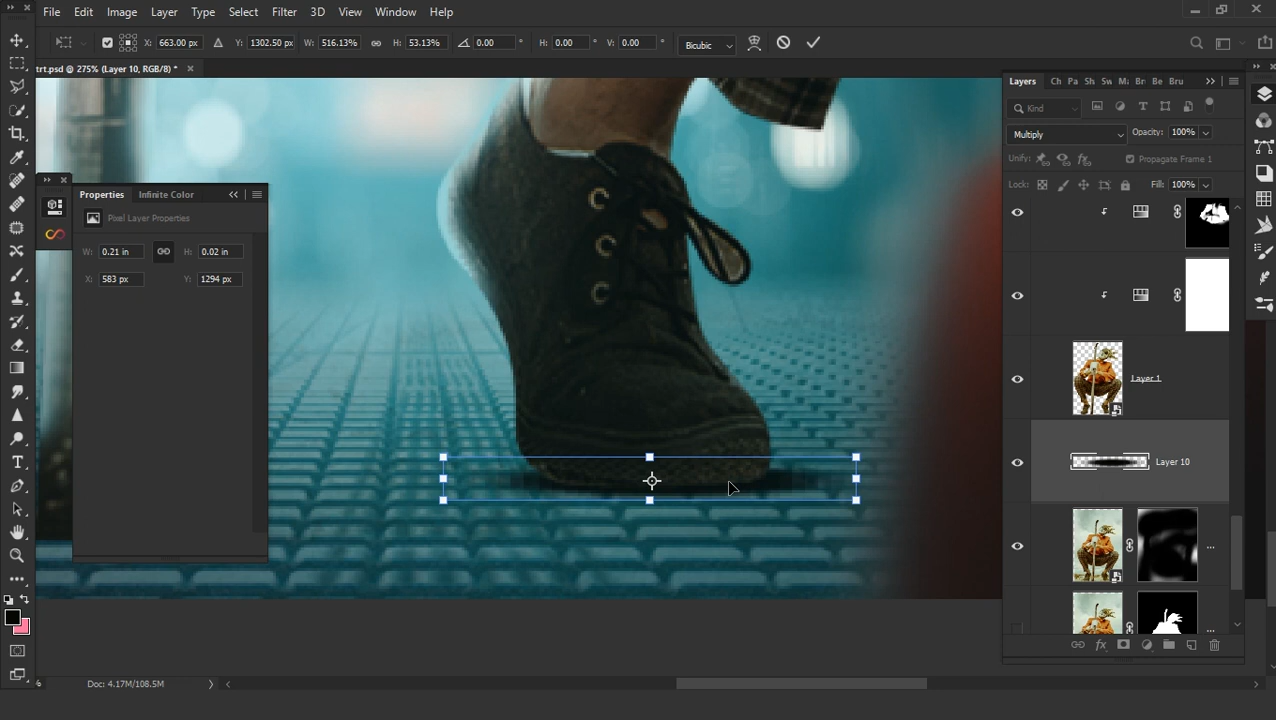 File Edit Image Layer Type Select Filter 3D View Window Help
X: 663.00 px Y: 1302.50 px W: 516.13% H: 53.13% 0.00 ° H: 0.00 ° V: 0.00 ° Bicubic
trt.psd @ 275% (Layer 10, RGB/8) *
Layers Ch Pa Sh Sw Ma Bri Be Bru
Kind
Multiply Opacity: 100%
Unify: Propagate Frame 1
Lock: Fill: 100%
Properties Infinite Color
Pixel Layer Properties
W: 0.21 in H: 0.02 in
X: 583 px Y: 1294 px
Layer 1
Layer 10
...
...
% Doc: 4.17M/108.5M